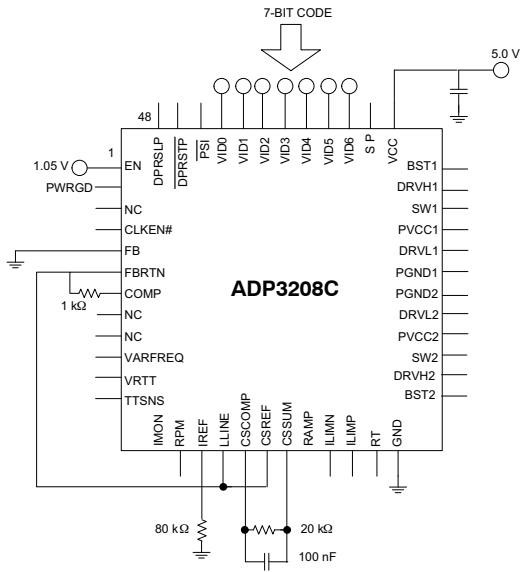 7-BIT CODE
5.0 V
48
DPRSLP
DPRSTP
PSI
VID0
VID1
VID2
VID3
VID4
VID5
VID6
S P
VCC
1.05 V
1
EN
PWRGD
NC
CLKEN#
FB
FBRTN
COMP
1 kΩ
NC
NC
VARFREQ
VRTT
TTSNS
ADP3208C
BST1
DRVH1
SW1
PVCC1
DRVL1
PGND1
PGND2
DRVL2
PVCC2
SW2
DRVH2
BST2
IMON
RPM
IREF
LLINE
CSCOMP
CSREF
CSSUM
RAMP
ILIMN
ILIMP
RT
GND
80 kΩ
20 kΩ
100 nF